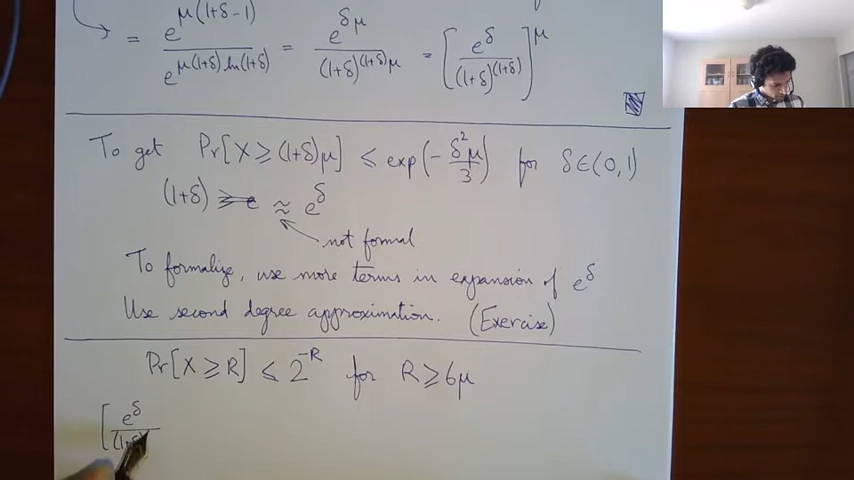 = e^{μ(1+δ-1)} / e^{μ(1+δ)ln(1+δ)} = e^{δμ} / (1+δ)^{(1+δ)μ} = [e^δ / (1+δ)^{(1+δ)}]^μ
To get Pr[X ≥ (1+δ)μ] ≤ exp(-δ²μ/3) for δ∈(0,1)
(1+δ) ≈ e^δ
not formal
To formalize, use more terms in expansion of e^δ
Use second degree approximation. (Exercise)
Pr[X ≥ R] ≤ 2^{-R} for R ≥ 6μ
[e^δ / (1+δ)